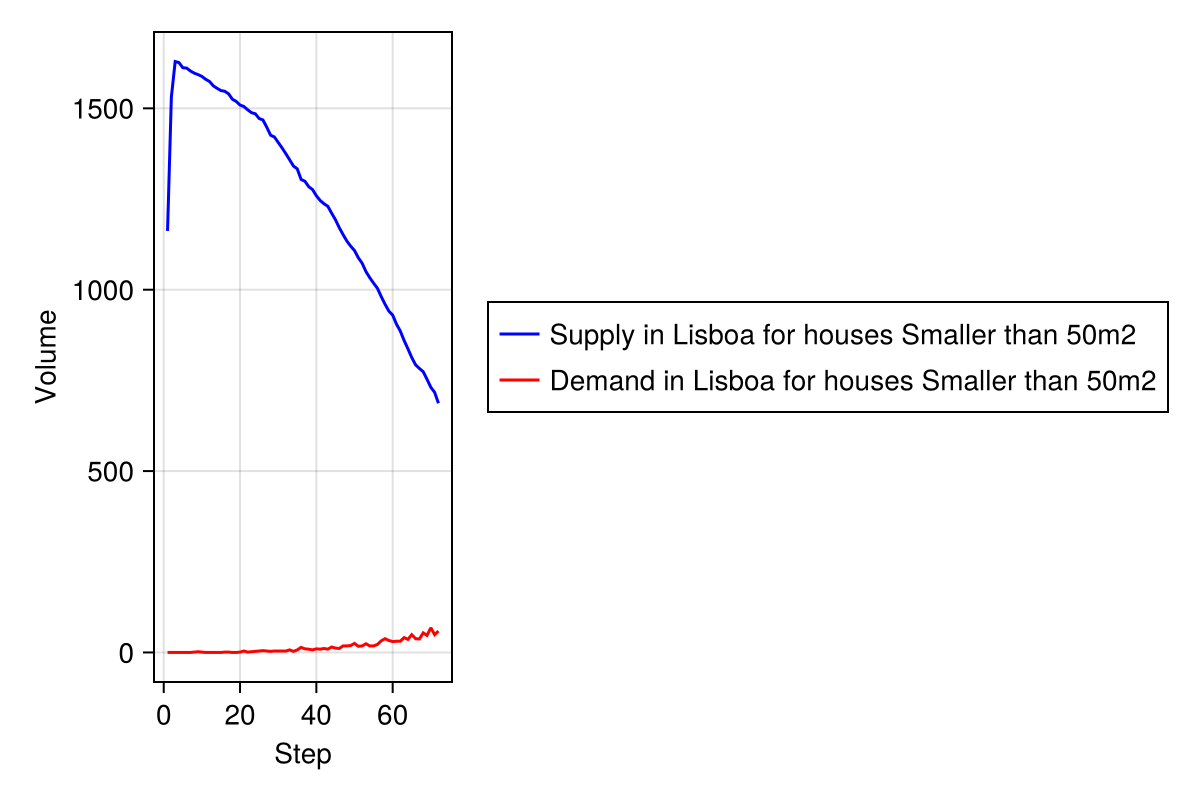 Volume
1500
1000
500
0
0 20 40 60
Step
Supply in Lisboa for houses Smaller than 50m2
Demand in Lisboa for houses Smaller than 50m2